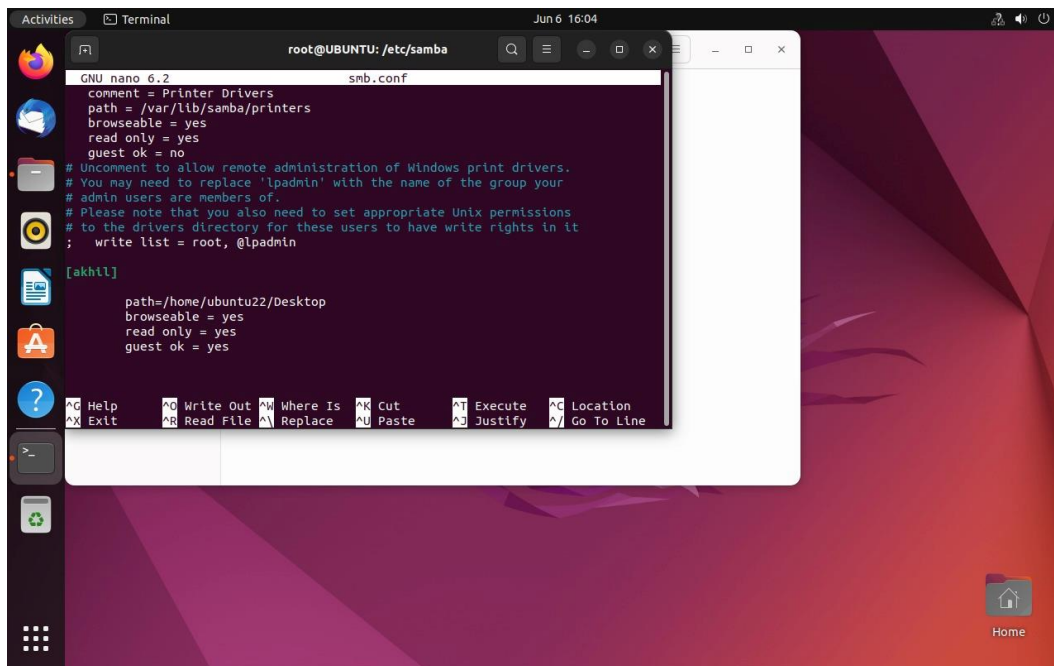 Activities Terminal Jun 6 16:04
root@UBUNTU: /etc/samba
GNU nano 6.2 smb.conf
comment = Printer Drivers
path = /var/lib/samba/printers
browseable = yes
read only = yes
guest ok = no
# Uncomment to allow remote administration of Windows print drivers.
# You may need to replace 'lpadmin' with the name of the group your
# admin users are members of.
# Please note that you also need to set appropriate Unix permissions
# to the drivers directory for these users to have write rights in it
; write list = root, @lpadmin
[akhil]
path=/home/ubuntu22/Desktop
browseable = yes
read only = yes
guest ok = yes
^G Help ^O Write Out ^W Where Is ^K Cut ^T Execute ^C Location
^X Exit ^R Read File ^\ Replace ^U Paste ^J Justify ^/ Go To Line
Home